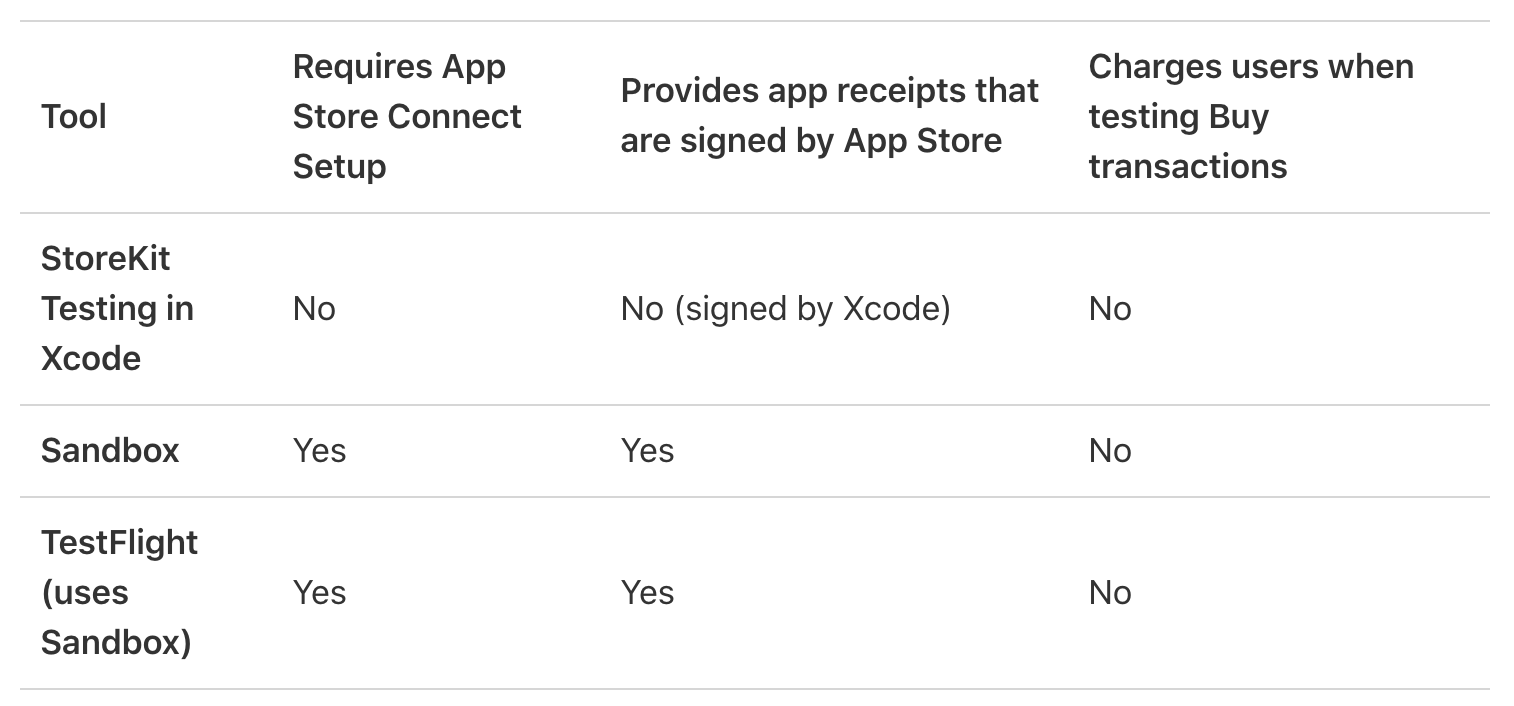 Tool
Requires App
Store Connect
Setup
Provides app receipts that
are signed by App Store
Charges users when
testing Buy
transactions
StoreKit
Testing in
Xcode
No
No (signed by Xcode)
No
Sandbox
Yes
Yes
No
TestFlight
(uses
Sandbox)
Yes
Yes
No